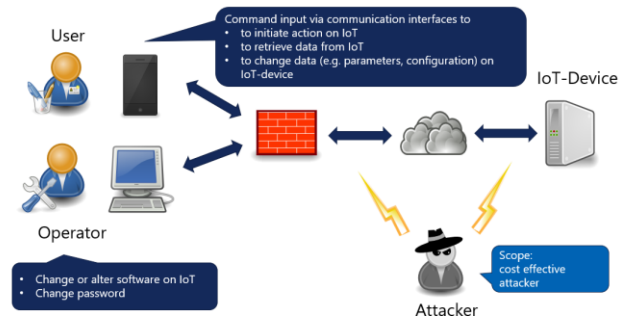 Command input via communication interfaces to
• to initiate action on IoT
• to retrieve data from IoT
• to change data (e.g. parameters, configuration) on
IoT-device
User
IoT-Device
Operator
• Change or alter software on IoT
• Change password
Scope:
cost effective
attacker
Attacker